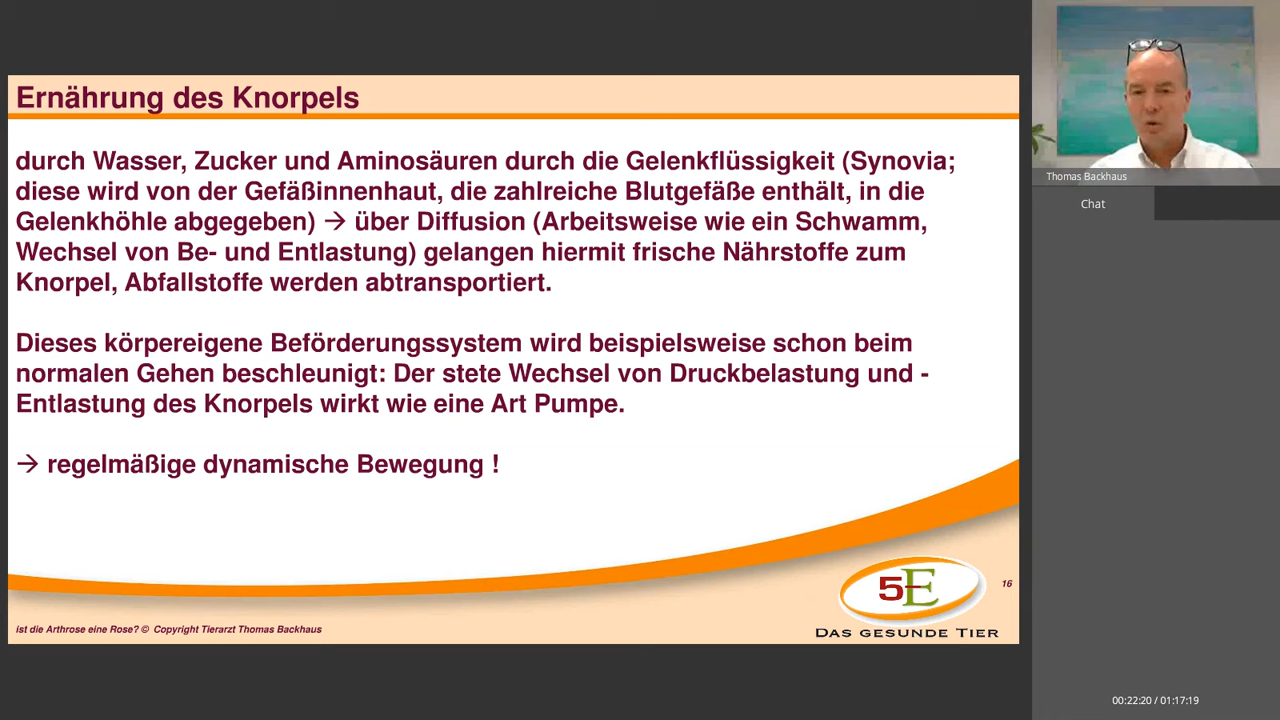 Ernährung des Knorpels
durch Wasser, Zucker und Aminosäuren durch die Gelenkflüssigkeit (Synovia;
diese wird von der Gefäßinnenhaut, die zahlreiche Blutgefäße enthält, in die
Gelenkhöhle abgegeben) → über Diffusion (Arbeitsweise wie ein Schwamm,
Wechsel von Be- und Entlastung) gelangen hiermit frische Nährstoffe zum
Knorpel, Abfallstoffe werden abtransportiert.
Dieses körpereigene Beförderungssystem wird beispielsweise schon beim
normalen Gehen beschleunigt: Der stete Wechsel von Druckbelastung und -
Entlastung des Knorpels wirkt wie eine Art Pumpe.
→ regelmäßige dynamische Bewegung !
ist die Arthrose eine Rose? © Copyright Tierarzt Thomas Backhaus
5E
DAS GESUNDE TIER
16
Thomas Backhaus
Chat
00:22:20 / 01:17:19